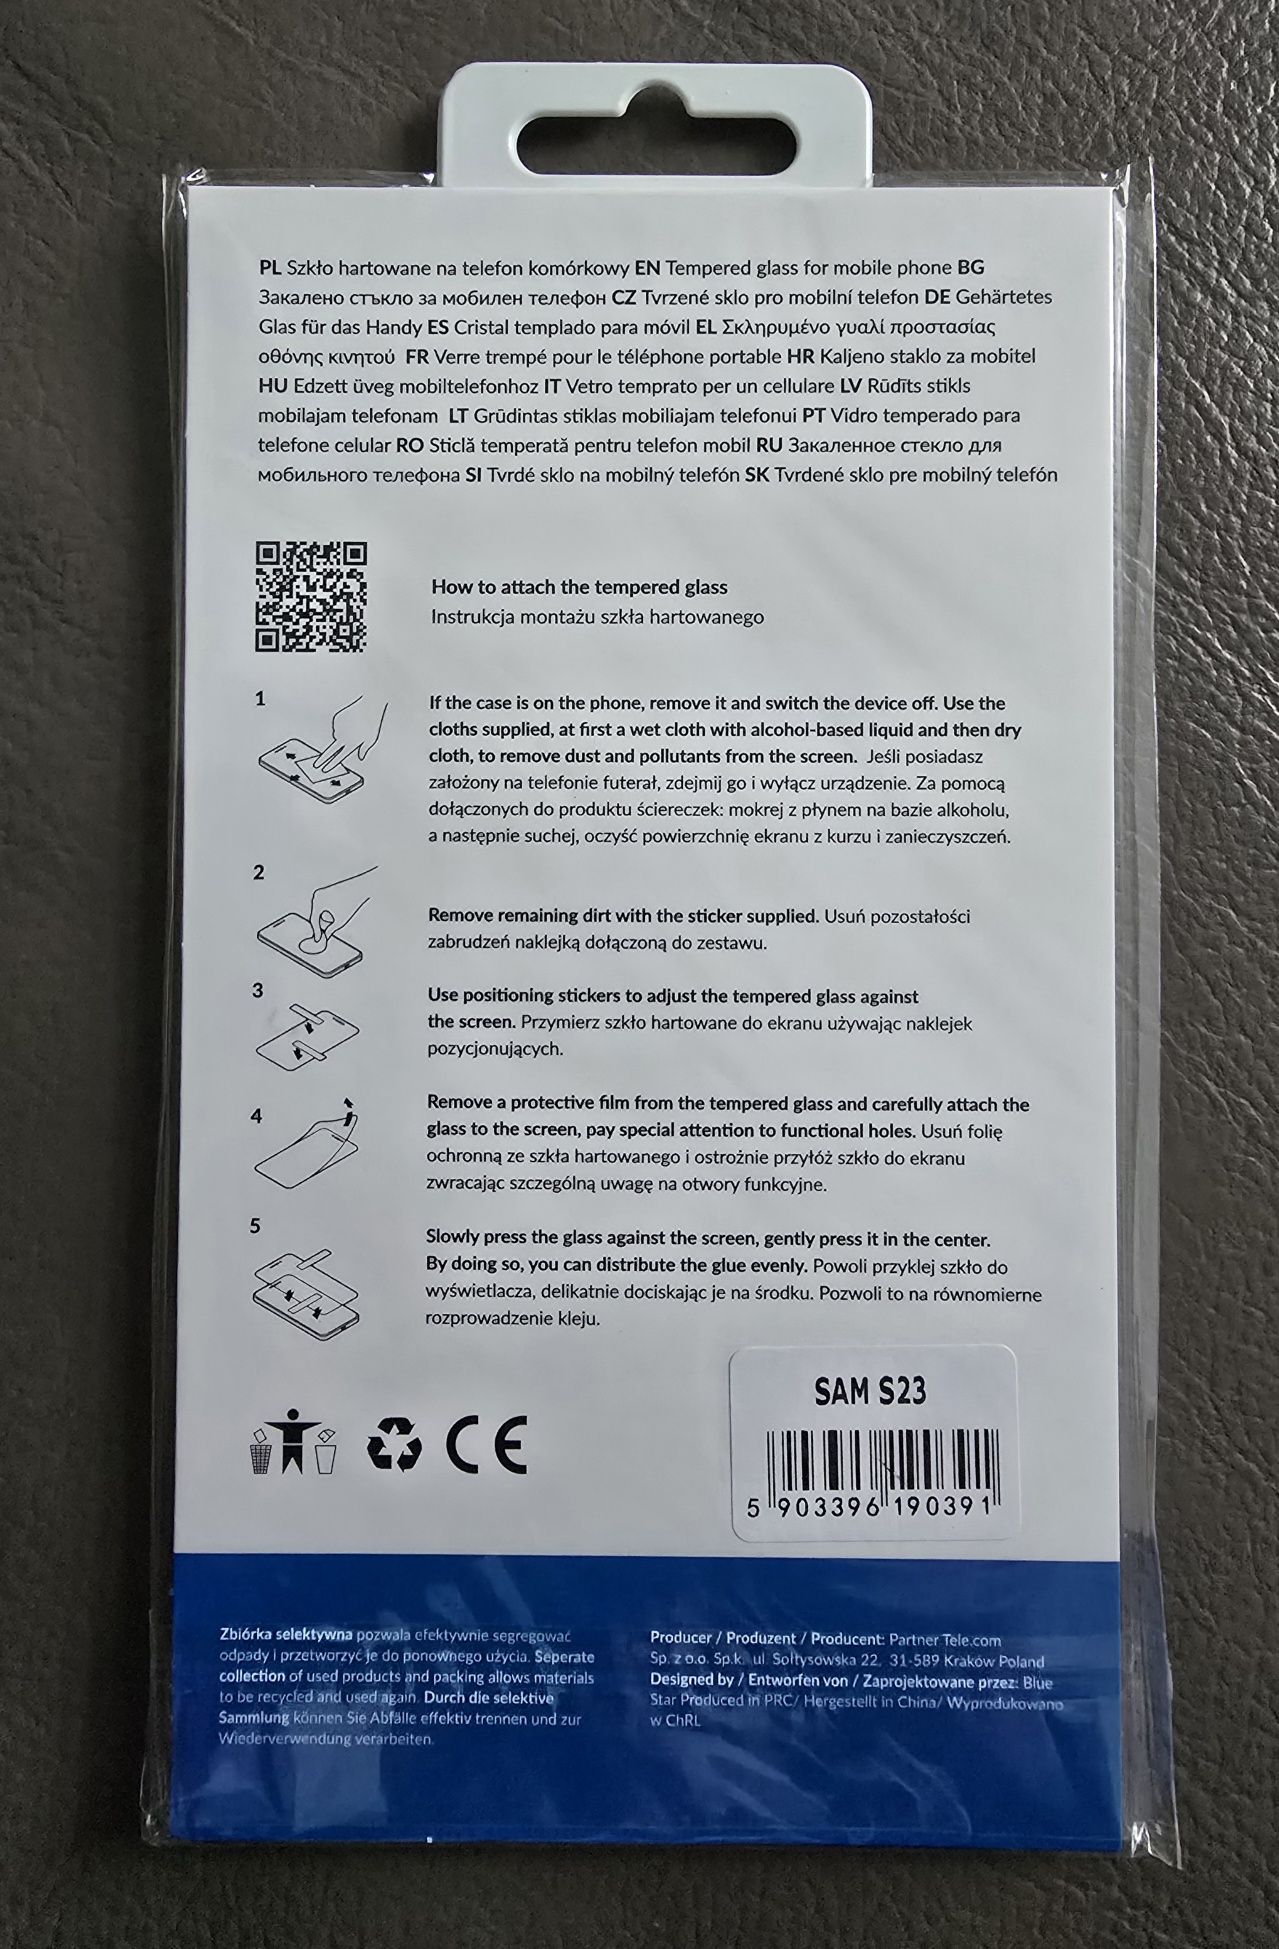 PL Szkło hartowane na telefon komórkowy EN Tempered glass for mobile phone BG
Закалено стъкло за мобилен телефон CZ Tvrzené sklo pro mobilní telefon DE Gehärtetes
Glas für das Handy ES Cristal templado para móvil EL Σκληρυμένο γυαλί προστασίας
οθόνης κινητού FR Verre trempé pour le téléphone portable HR Kaljeno staklo za mobitel
HU Edzett üveg mobiltelefonhoz IT Vetro temprato per un cellulare LV Rūdīts stikls
mobilajam telefonam LT Grūdintas stiklas mobiliajam telefonui PT Vidro temperado para
telefone celular RO Sticlă temperată pentru telefon mobil RU Закаленное стекло для
мобильного телефона SI Tvrdé sklo na mobilný telefón SK Tvrdené sklo pre mobilný telefón
How to attach the tempered glass
Instrukcja montażu szkła hartowanego
1
If the case is on the phone, remove it and switch the device off. Use the
cloths supplied, at first a wet cloth with alcohol-based liquid and then dry
cloth, to remove dust and pollutants from the screen. Jeśli posiadasz
założony na telefonie futerał, zdejmij go i wyłącz urządzenie. Za pomocą
dołączonych do produktu ściereczek: mokrej z płynem na bazie alkoholu,
a następnie suchej, oczyść powierzchnię ekranu z kurzu i zanieczyszczeń.
2
Remove remaining dirt with the sticker supplied. Usuń pozostałości
zabrudzeń naklejką dołączoną do zestawu.
3
Use positioning stickers to adjust the tempered glass against
the screen. Przymierz szkło hartowane do ekranu używając naklejek
pozycjonujących.
4
Remove a protective film from the tempered glass and carefully attach the
glass to the screen, pay special attention to functional holes. Usuń folię
ochronną ze szkła hartowanego i ostrożnie przyłóż szkło do ekranu
zwracając szczególną uwagę na otwory funkcyjne.
5
Slowly press the glass against the screen, gently press it in the center.
By doing so, you can distribute the glue evenly. Powoli przyklej szkło do
wyświetlacza, delikatnie dociskając je na środku. Pozwoli to na równomierne
rozprowadzenie kleju.
CE
SAM S23
5 903396 190391
Zbiórka selektywna pozwala efektywnie segregować
odpady i przetworzyć je do ponownego użycia. Seperate
collection of used products and packing allows materials
to be recycled and used again. Durch die selektive
Sammlung können Sie Abfälle effektiv trennen und zur
Wiederverwendung verarbeiten.
Producer / Produzent / Producent: Partner Tele.com
Sp. z o.o. Sp.k. ul. Sołtysowska 22, 31-589 Kraków Poland
Designed by / Entworfen von / Zaprojektowane przez: Blue
Star Produced in PRC/ Hergestellt in China/ Wyprodukowano
w ChRL